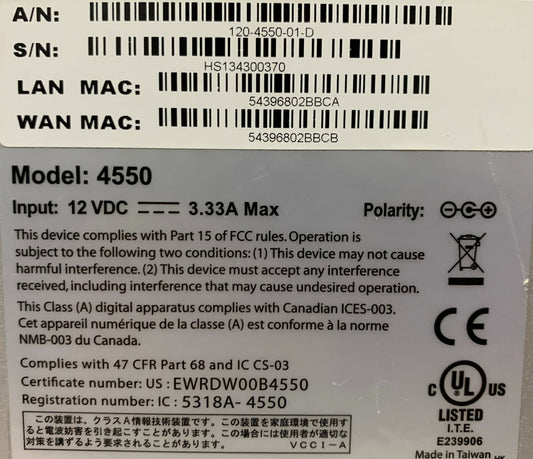 A/N:
120-4550-01-D
S/N:
HS134300370
LAN MAC:
54396802BBCA
WAN MAC:
54396802BBCB
Model: 4550
Input: 12 VDC 3.33A Max Polarity:
This device complies with Part 15 of FCC rules. Operation is
subject to the following two conditions: (1) This device may not cause
harmful interference. (2) This device must accept any interference
received, including interference that may cause undesired operation.
This Class (A) digital apparatus complies with Canadian ICES-003.
Cet appareil numérique de la classe (A) est conforme à la norme
NMB-003 du Canada.
CE
Complies with 47 CFR Part 68 and IC CS-03
Certificate number: US : EWRDW00B4550
Registration number: IC : 5318A- 4550
この装置は、クラスA情報技術装置です。この装置を家庭環境で使用す
ると電波妨害を引き起こすことがあります。この場合には使用者が適切な
対策を講ずるよう要求されることがあります。 VCCI-A
C UL US
LISTED
I.T.E.
E239906
Made in Taiwan HK